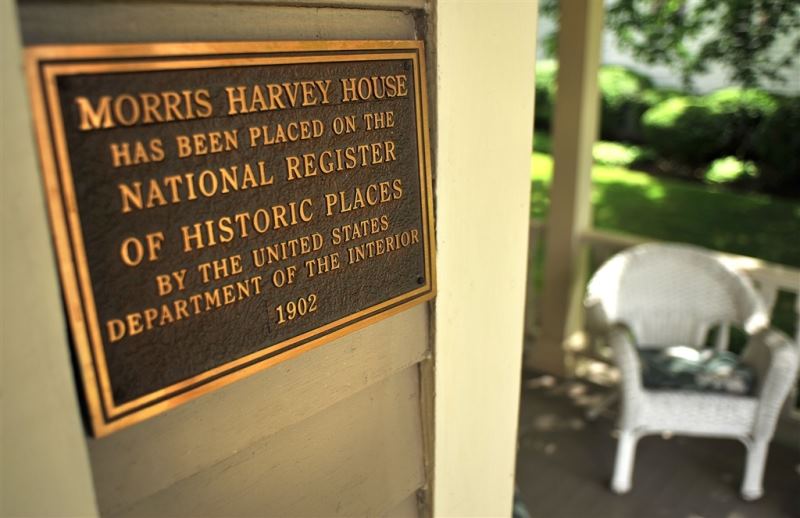 MORRIS HARVEY HOUSE
HAS BEEN PLACED ON THE
NATIONAL REGISTER
OF HISTORIC PLACES
BY THE UNITED STATES
DEPARTMENT OF THE INTERIOR
1902